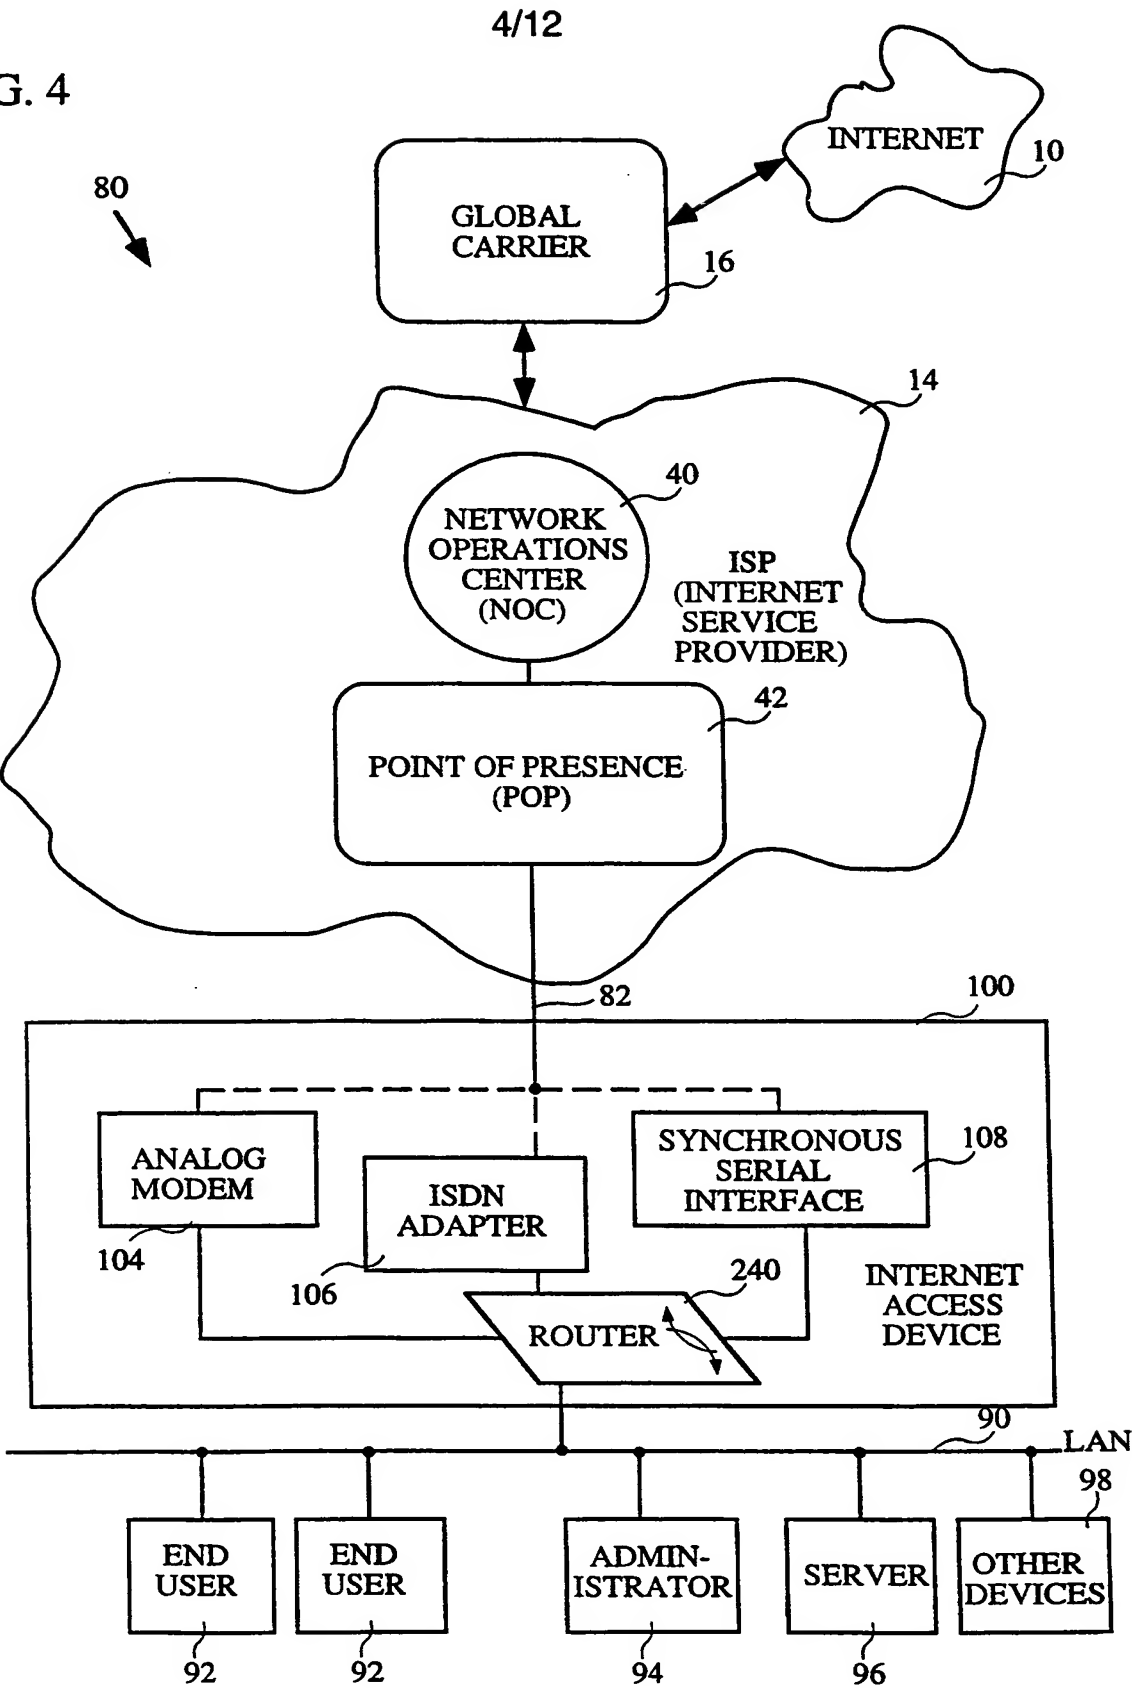 4/12
G. 4
INTERNET
10
80
GLOBAL
CARRIER
16
14
40
NETWORK
OPERATIONS
CENTER
(NOC)
ISP
(INTERNET
SERVICE
PROVIDER)
42
POINT OF PRESENCE
(POP)
82
100
ANALOG
MODEM
104
ISDN
ADAPTER
106
SYNCHRONOUS
SERIAL
INTERFACE
108
240
ROUTER
INTERNET
ACCESS
DEVICE
90
LAN
98
END
USER
92
END
USER
92
ADMIN-
ISTRATOR
94
SERVER
96
OTHER
DEVICES